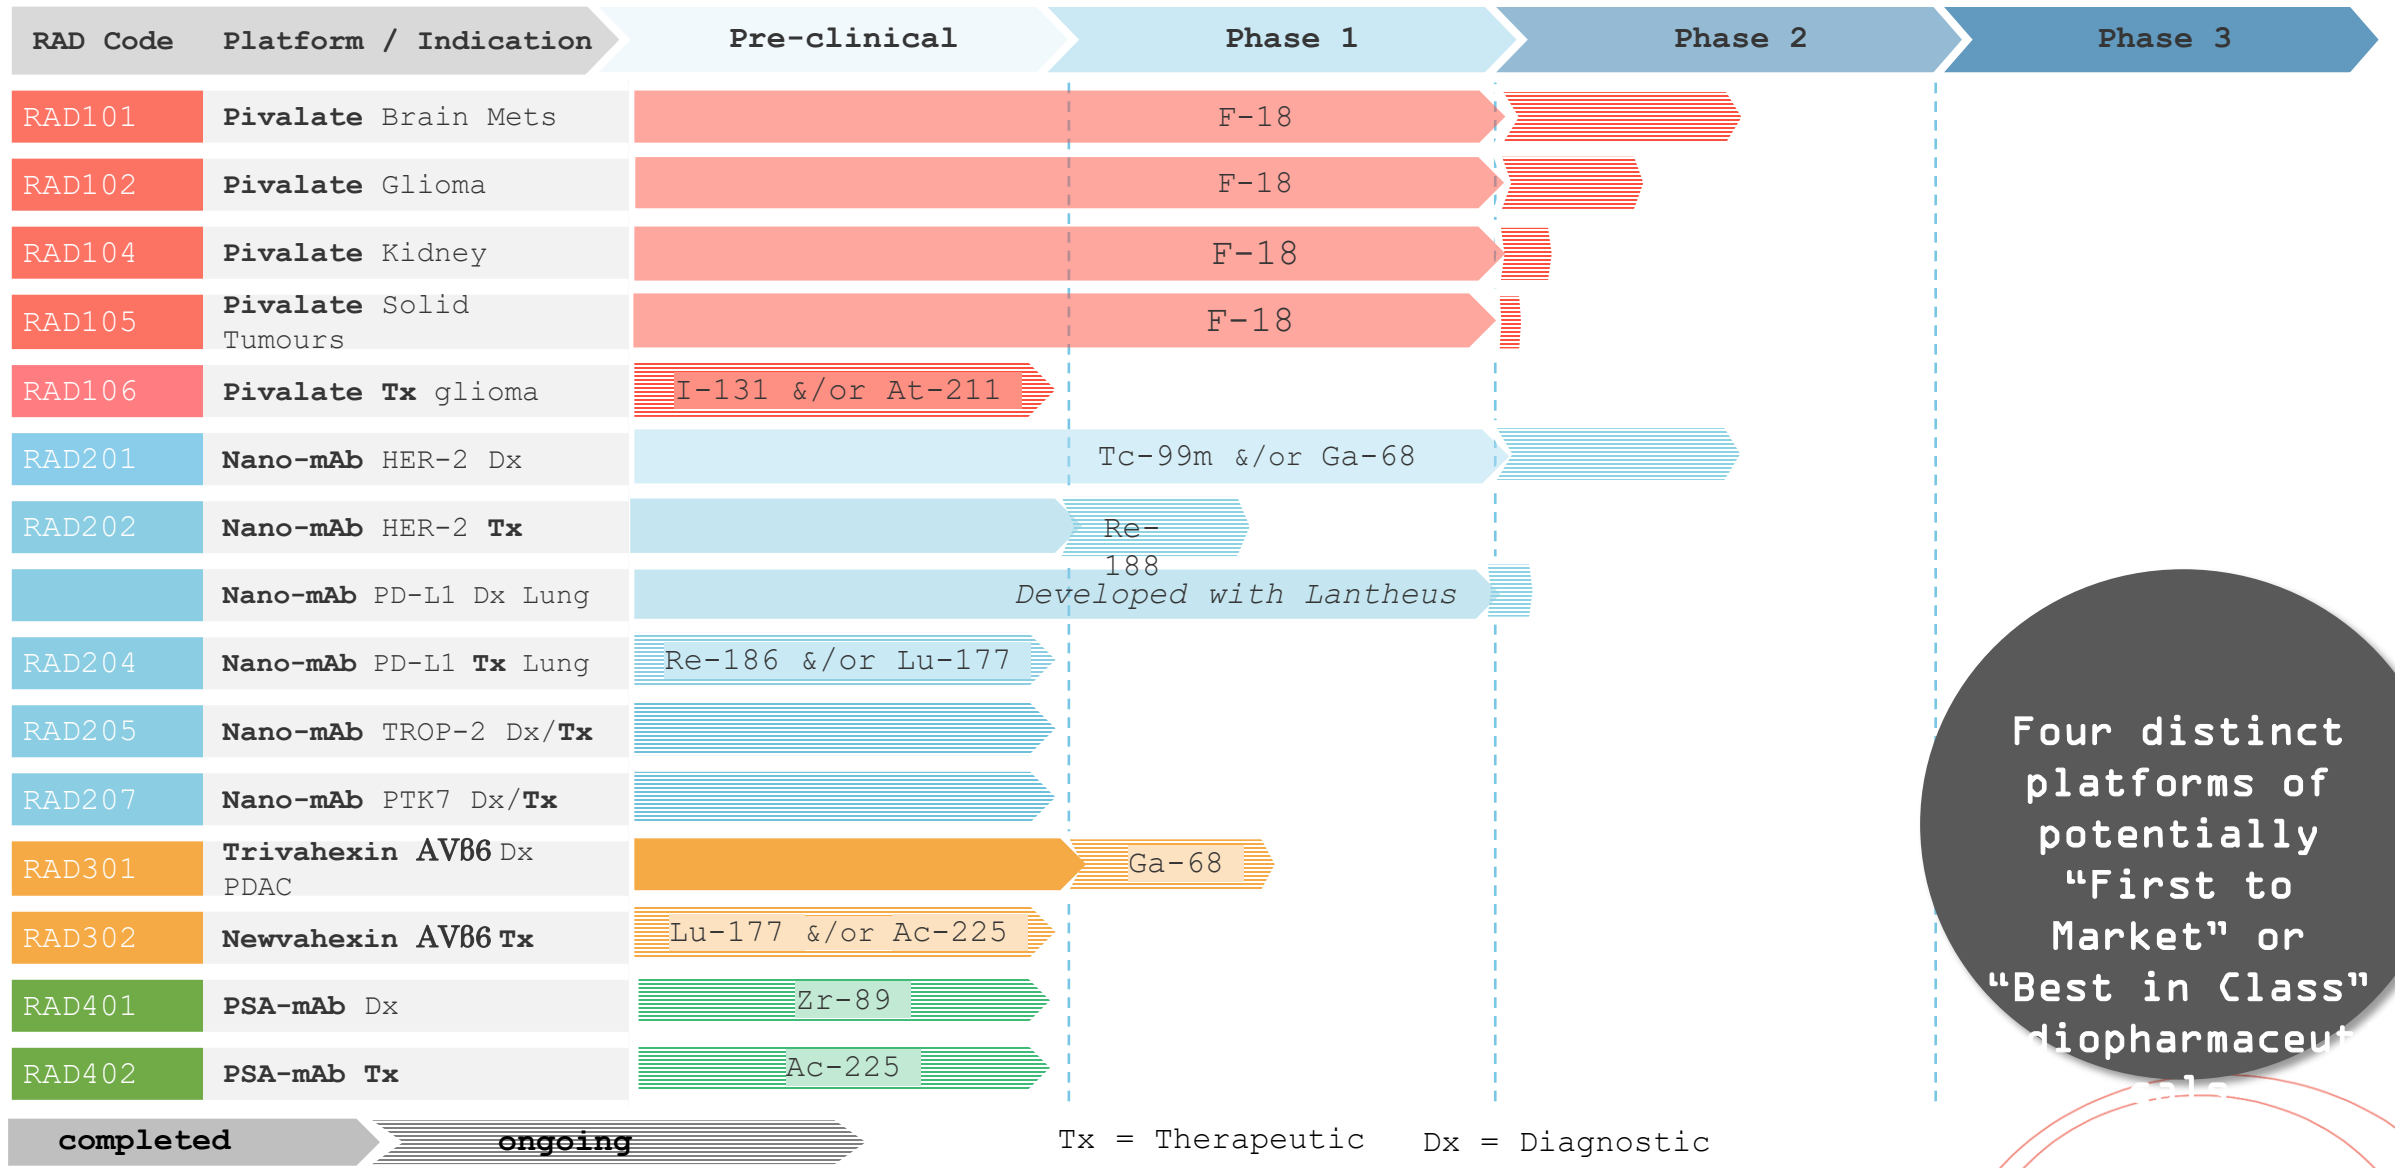 RAD Code Platform / Indication Pre-clinical Phase 1 Phase 2 Phase 3
RAD101 Pivalate Brain Mets F-18
RAD102 Pivalate Glioma F-18
RAD104 Pivalate Kidney F-18
RAD105 Pivalate Solid Tumours F-18
RAD106 Pivalate Tx glioma I-131 &/or At-211
RAD201 Nano-mAb HER-2 Dx Tc-99m &/or Ga-68
RAD202 Nano-mAb HER-2 Tx Re-188
Nano-mAb PD-L1 Dx Lung Developed with Lantheus
RAD204 Nano-mAb PD-L1 Tx Lung Re-186 &/or Lu-177
RAD205 Nano-mAb TROP-2 Dx/Tx
RAD207 Nano-mAb PTK7 Dx/Tx
RAD301 Trivahexin AVβ6 Dx PDAC Ga-68
RAD302 Newvahexin AVβ6 Tx Lu-177 &/or Ac-225
RAD401 PSA-mAb Dx Zr-89
RAD402 PSA-mAb Tx Ac-225
Four distinct
platforms of
potentially
“First to
Market” or
“Best in Class”
diopharmaceut
cals
completed ongoing Tx = Therapeutic Dx = Diagnostic